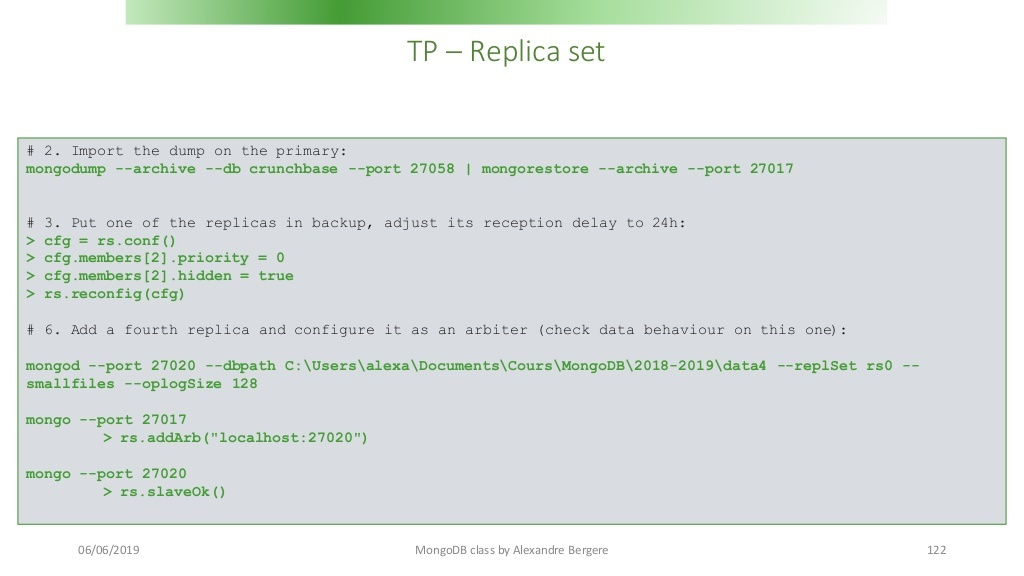 TP – Replica set
# 2. Import the dump on the primary:
mongodump --archive --db crunchbase --port 27058 | mongorestore --archive --port 27017
# 3. Put one of the replicas in backup, adjust its reception delay to 24h:
> cfg = rs.conf()
> cfg.members[2].priority = 0
> cfg.members[2].hidden = true
> rs.reconfig(cfg)
# 6. Add a fourth replica and configure it as an arbiter (check data behaviour on this one):
mongod --port 27020 --dbpath C:\Users\alexa\Documents\Cours\MongoDB\2018-2019\data4 --replSet rs0 --
smallfiles --oplogSize 128
mongo --port 27017
> rs.addArb("localhost:27020")
mongo --port 27020
> rs.slaveOk()
06/06/2019 MongoDB class by Alexandre Bergere 122